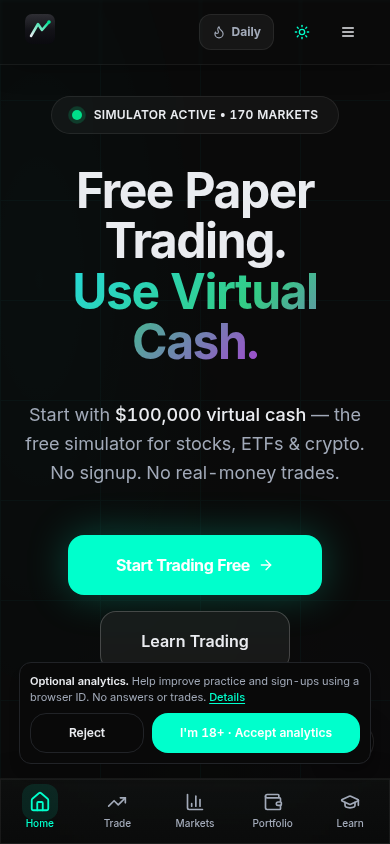 Daily
SIMULATOR ACTIVE • 170 MARKETS
Free Paper
Trading.
Use Virtual
Cash.
Start with $100,000 virtual cash — the
free simulator for stocks, ETFs & crypto.
No signup. No real-money trades.
Start Trading Free →
Learn Trading
Optional analytics. Help improve practice and sign-ups using a
browser ID. No answers or trades. Details
Reject
I'm 18+ · Accept analytics
Home
Trade
Markets
Portfolio
Learn